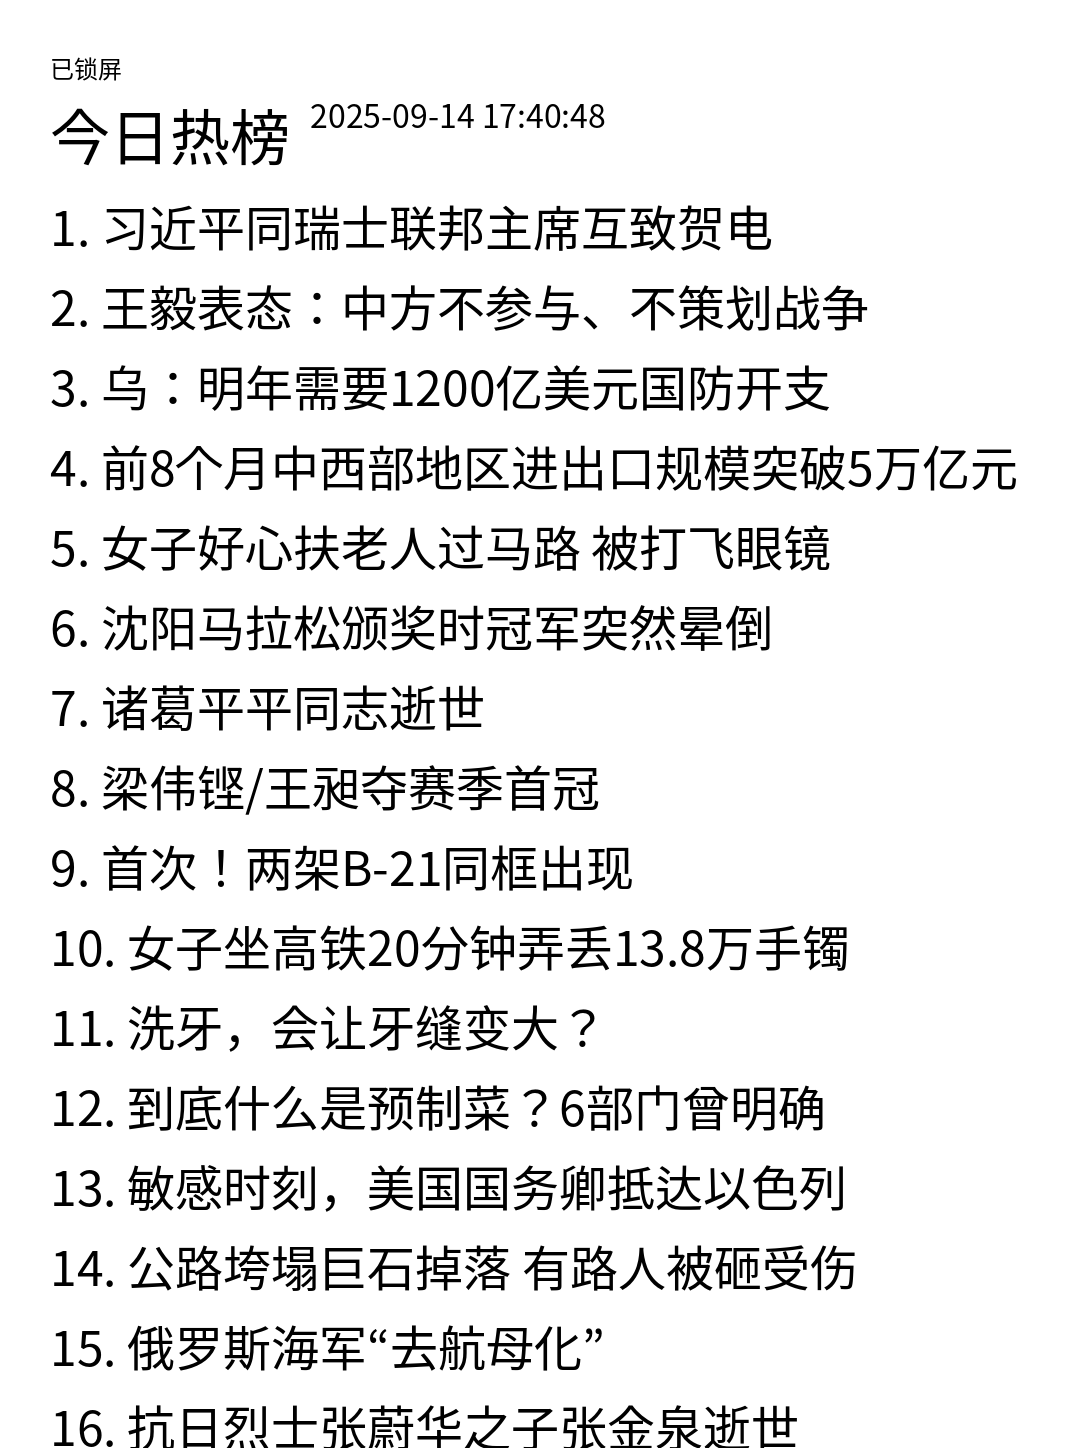 已锁屏
今日热榜 2025-09-14 17:40:48
1. 习近平同瑞士联邦主席互致贺电
2. 王毅表态：中方不参与、不策划战争
3. 乌：明年需要1200亿美元国防开支
4. 前8个月中西部地区进出口规模突破5万亿元
5. 女子好心扶老人过马路 被打飞眼镜
6. 沈阳马拉松颁奖时冠军突然晕倒
7. 诸葛平平同志逝世
8. 梁伟铿/王昶夺赛季首冠
9. 首次！两架B-21同框出现
10. 女子坐高铁20分钟弄丢13.8万手镯
11. 洗牙，会让牙缝变大？
12. 到底什么是预制菜？6部门曾明确
13. 敏感时刻，美国国务卿抵达以色列
14. 公路垮塌巨石掉落 有路人被砸受伤
15. 俄罗斯海军“去航母化”
16. 抗日烈士张蔚华之子张金泉逝世